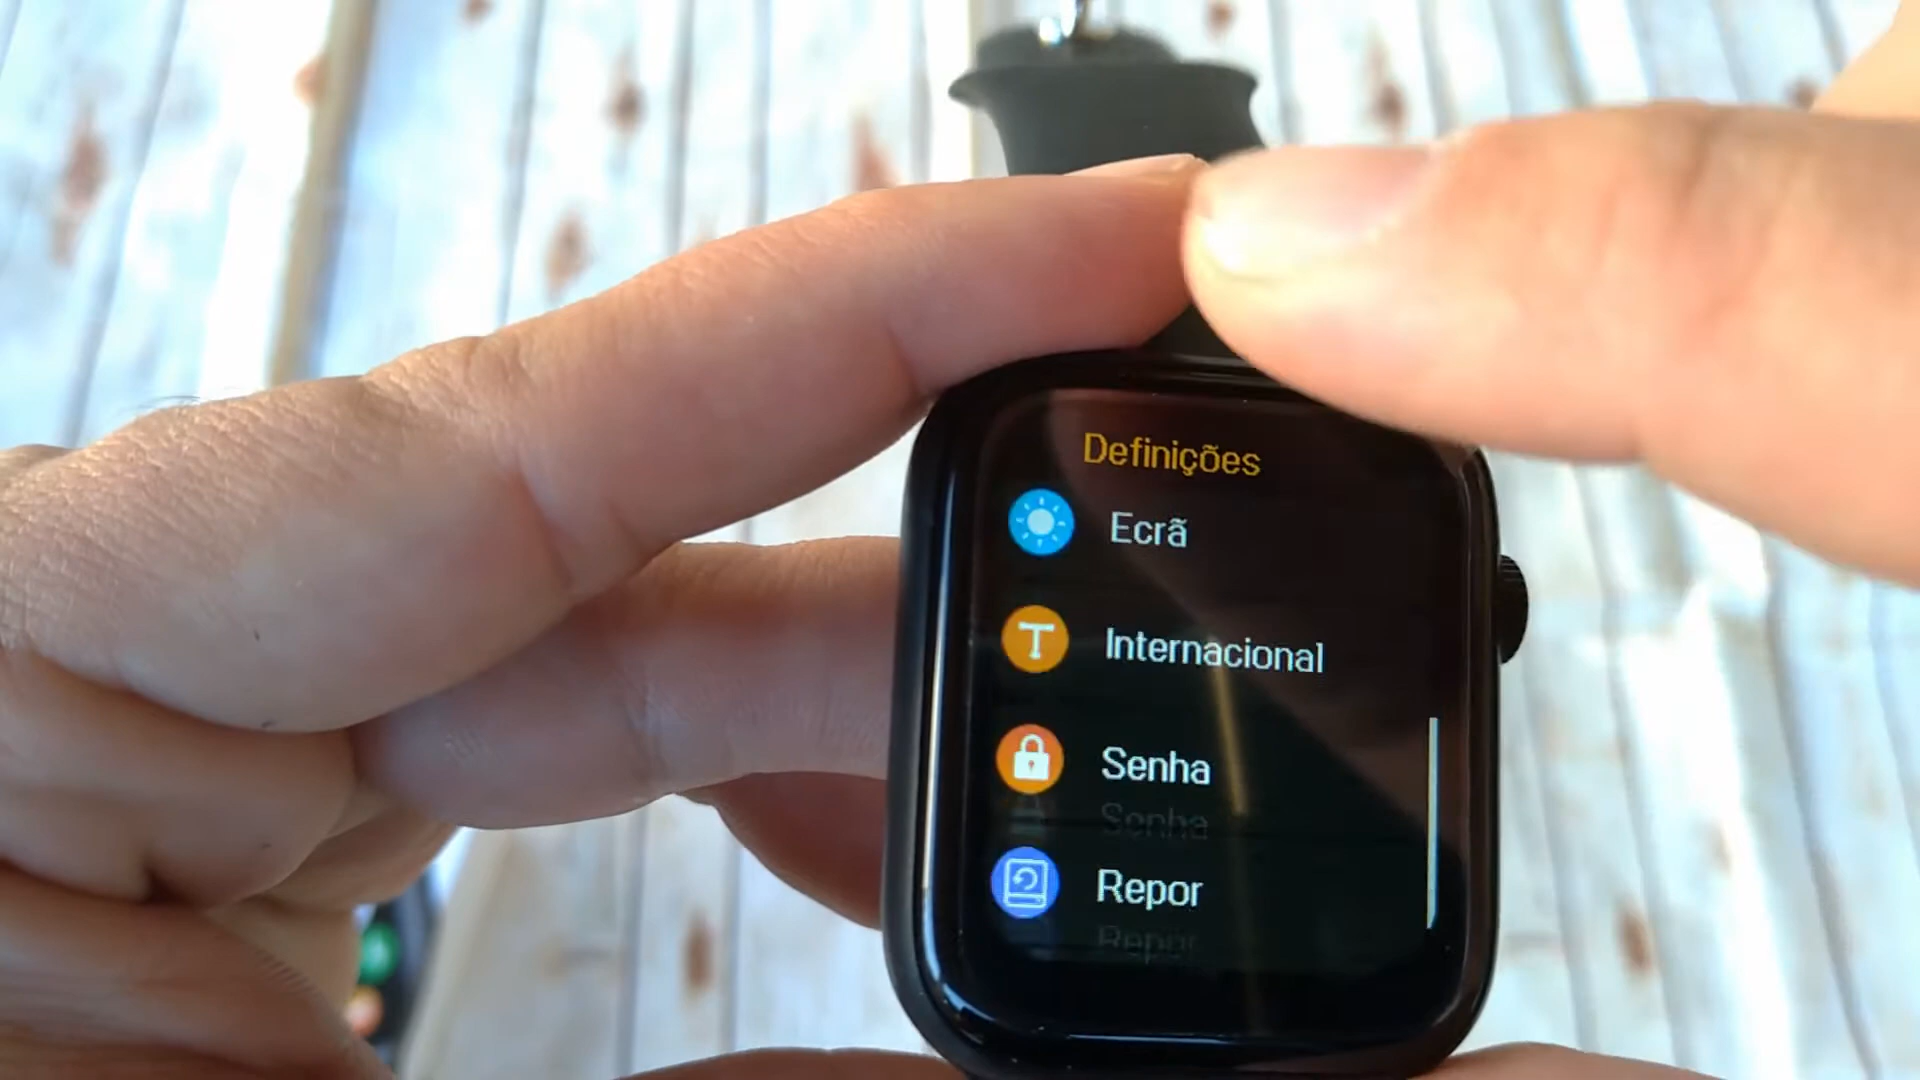 Definições
Ecrã
Internacional
Senha
Repor